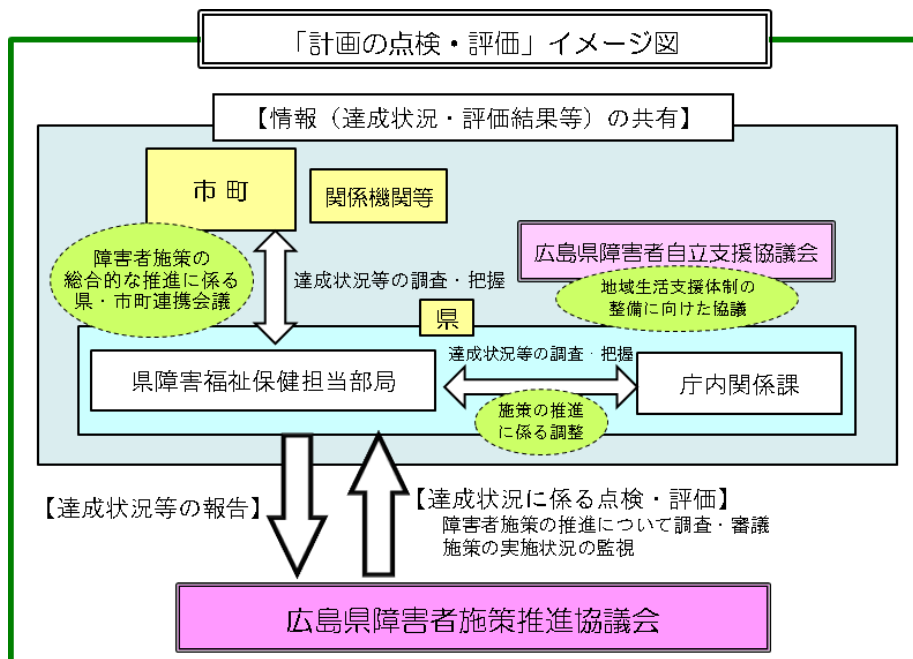 「計画の点検・評価」イメージ図
【情報（達成状況・評価結果等）の共有】
市町
関係機関等
障害者施策の
総合的な推進に係る
県・市町連携会議
達成状況等の調査・把握
広島県障害者自立支援協議会
地域生活支援体制の
整備に向けた協議
県
県障害福祉保健担当部局
達成状況等の調査・把握
庁内関係課
施策の推進
に係る調整
【達成状況等の報告】
【達成状況に係る点検・評価】
障害者施策の推進について調査・審議
施策の実施状況の監視
広島県障害者施策推進協議会